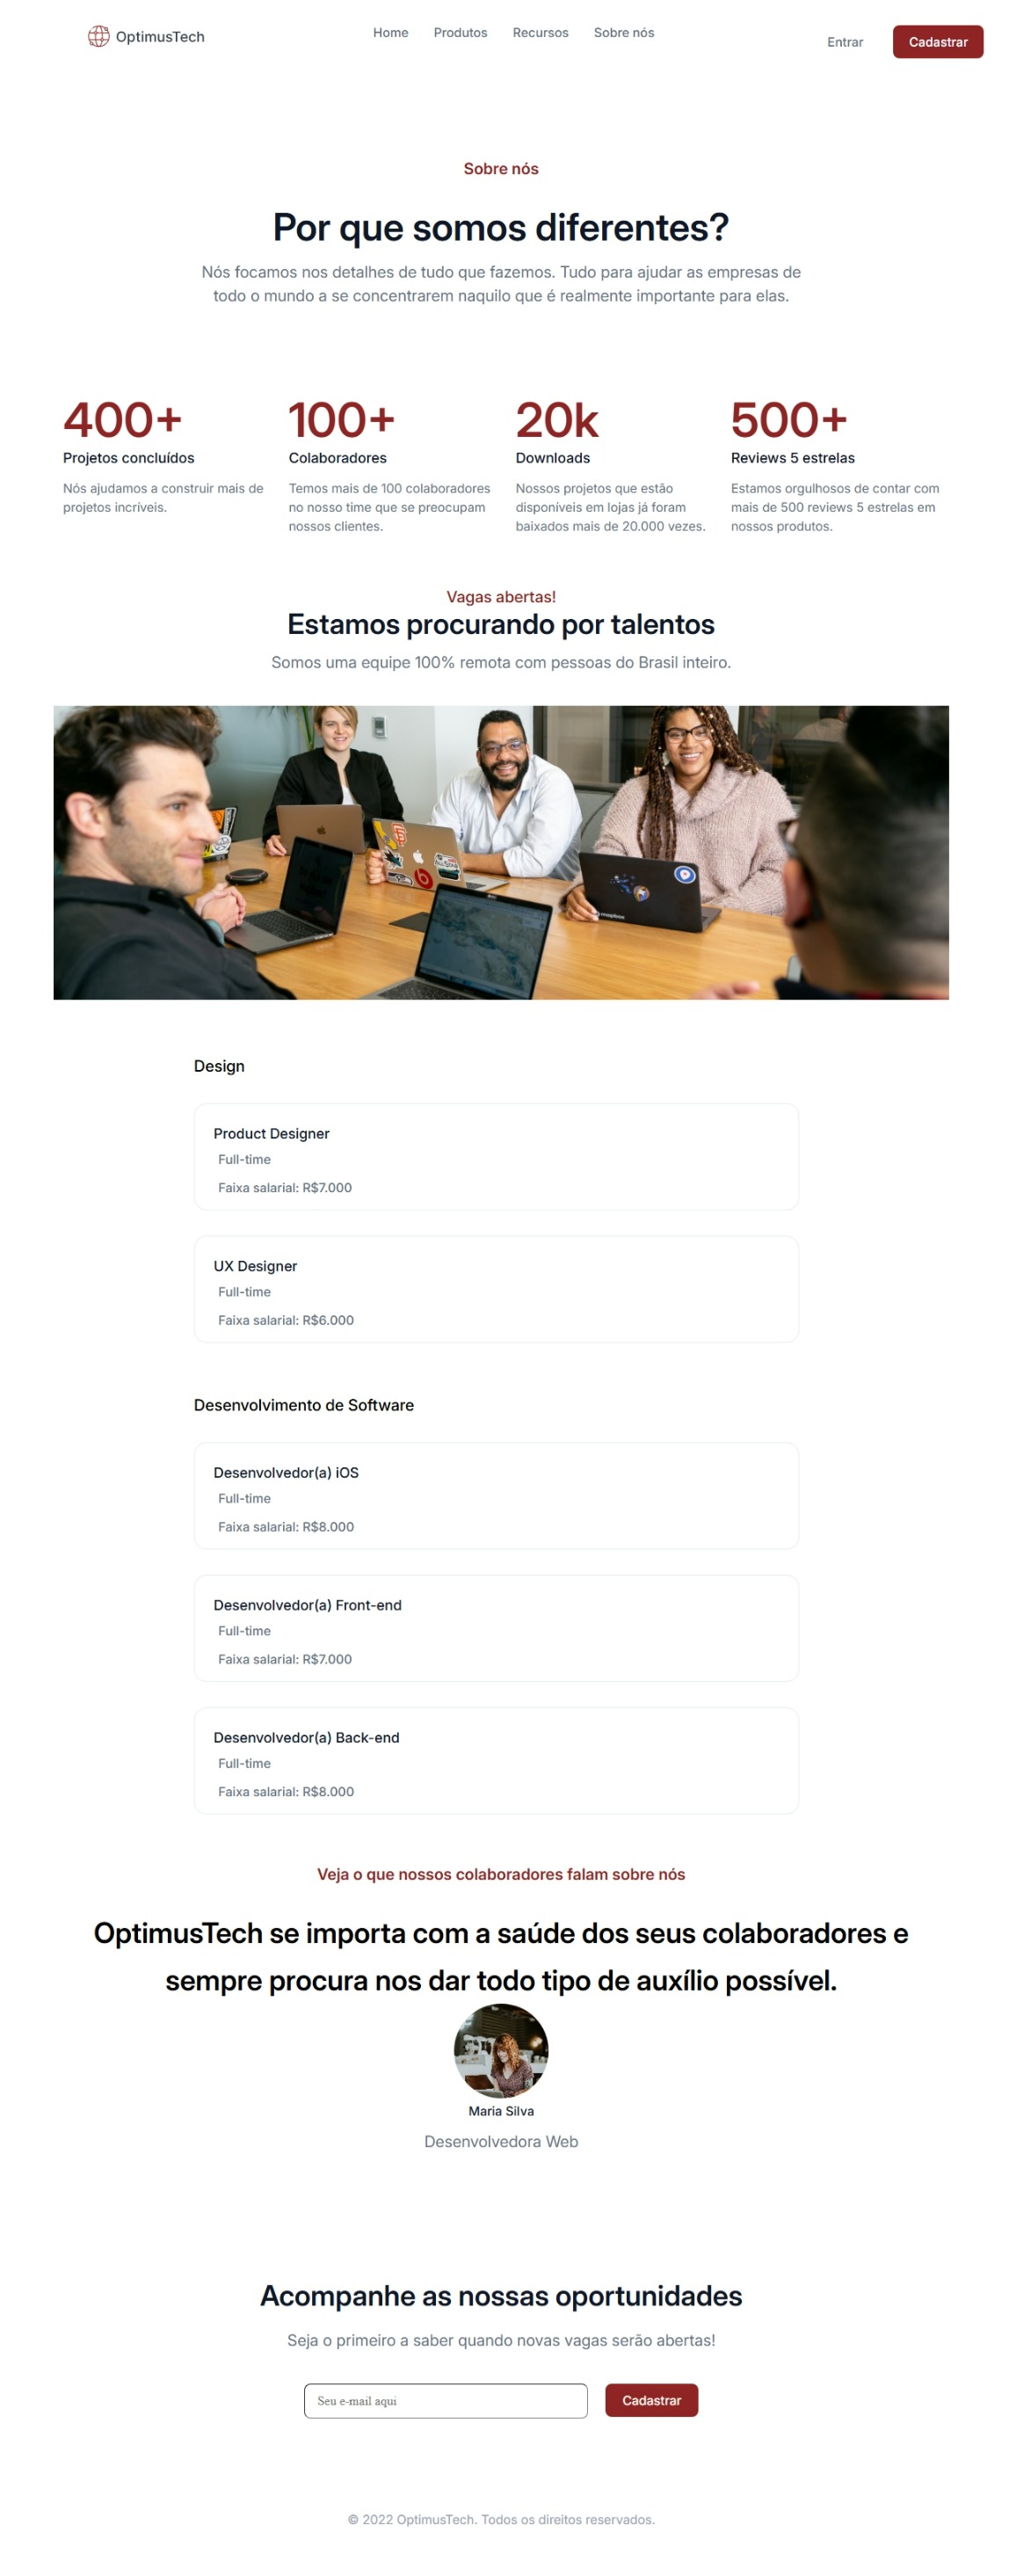 OptimusTech
Home Produtos Recursos Sobre nós
Entrar Cadastrar
Sobre nós
Por que somos diferentes?
Nós focamos nos detalhes de tudo que fazemos. Tudo para ajudar as empresas de
todo o mundo a se concentrarem naquilo que é realmente importante para elas.
400+
Projetos concluídos
Nós ajudamos a construir mais de
projetos incríveis.
100+
Colaboradores
Temos mais de 100 colaboradores
no nosso time que se preocupam
nossos clientes.
20k
Downloads
Nossos projetos que estão
disponíveis em lojas já foram
baixados mais de 20.000 vezes.
500+
Reviews 5 estrelas
Estamos orgulhosos de contar com
mais de 500 reviews 5 estrelas em
nossos produtos.
Vagas abertas!
Estamos procurando por talentos
Somos uma equipe 100% remota com pessoas do Brasil inteiro.
mapbox
Design
Product Designer
Full-time
Faixa salarial: R$7.000
UX Designer
Full-time
Faixa salarial: R$6.000
Desenvolvimento de Software
Desenvolvedor(a) iOS
Full-time
Faixa salarial: R$8.000
Desenvolvedor(a) Front-end
Full-time
Faixa salarial: R$7.000
Desenvolvedor(a) Back-end
Full-time
Faixa salarial: R$8.000
Veja o que nossos colaboradores falam sobre nós
OptimusTech se importa com a saúde dos seus colaboradores e
sempre procura nos dar todo tipo de auxílio possível.
Maria Silva
Desenvolvedora Web
Acompanhe as nossas oportunidades
Seja o primeiro a saber quando novas vagas serão abertas!
Seu e-mail aqui
Cadastrar
© 2022 OptimusTech. Todos os direitos reservados.